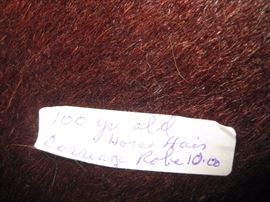 100 yr old
Horse Hair
Carriage Robe 10.00